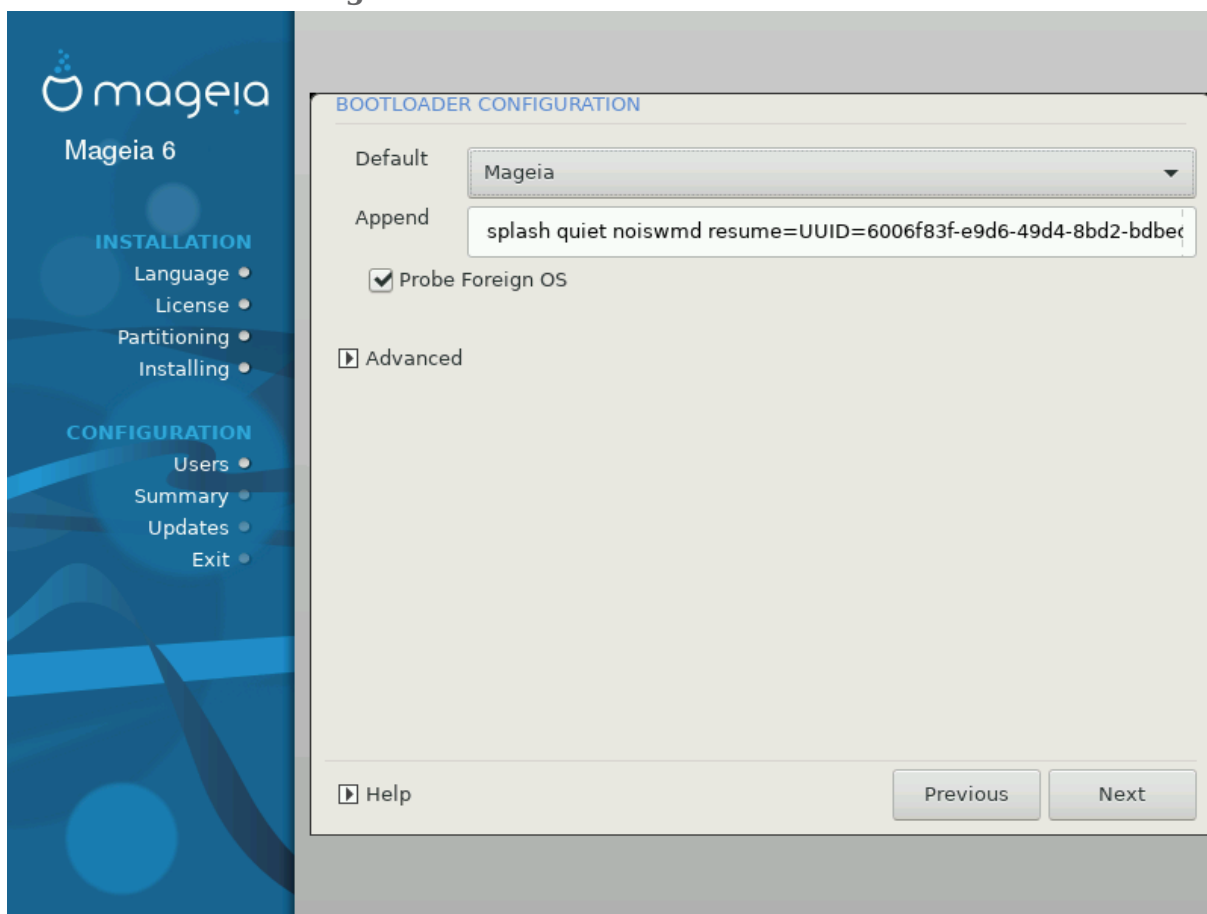 mageia
Mageia 6
INSTALLATION
Language
License
Partitioning
Installing
CONFIGURATION
Users
Summary
Updates
Exit
BOOTLOADER CONFIGURATION
Default
Mageia
Append
splash quiet noiswmd resume=UUID=6006f83f-e9d6-49d4-8bd2-bdbec
Probe Foreign OS
Advanced
Help
Previous
Next